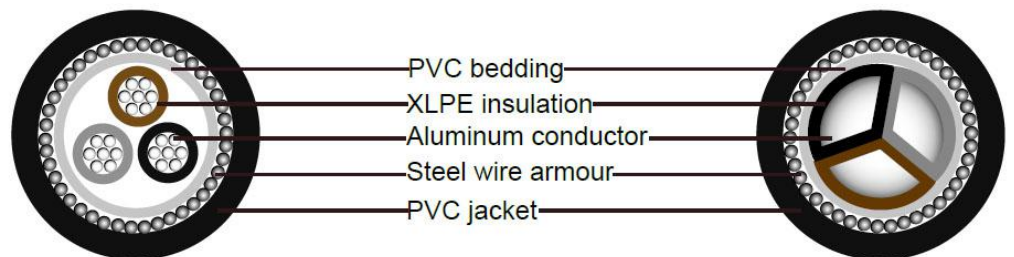 PVC bedding
XLPE insulation
Aluminum conductor
Steel wire armour
PVC jacket